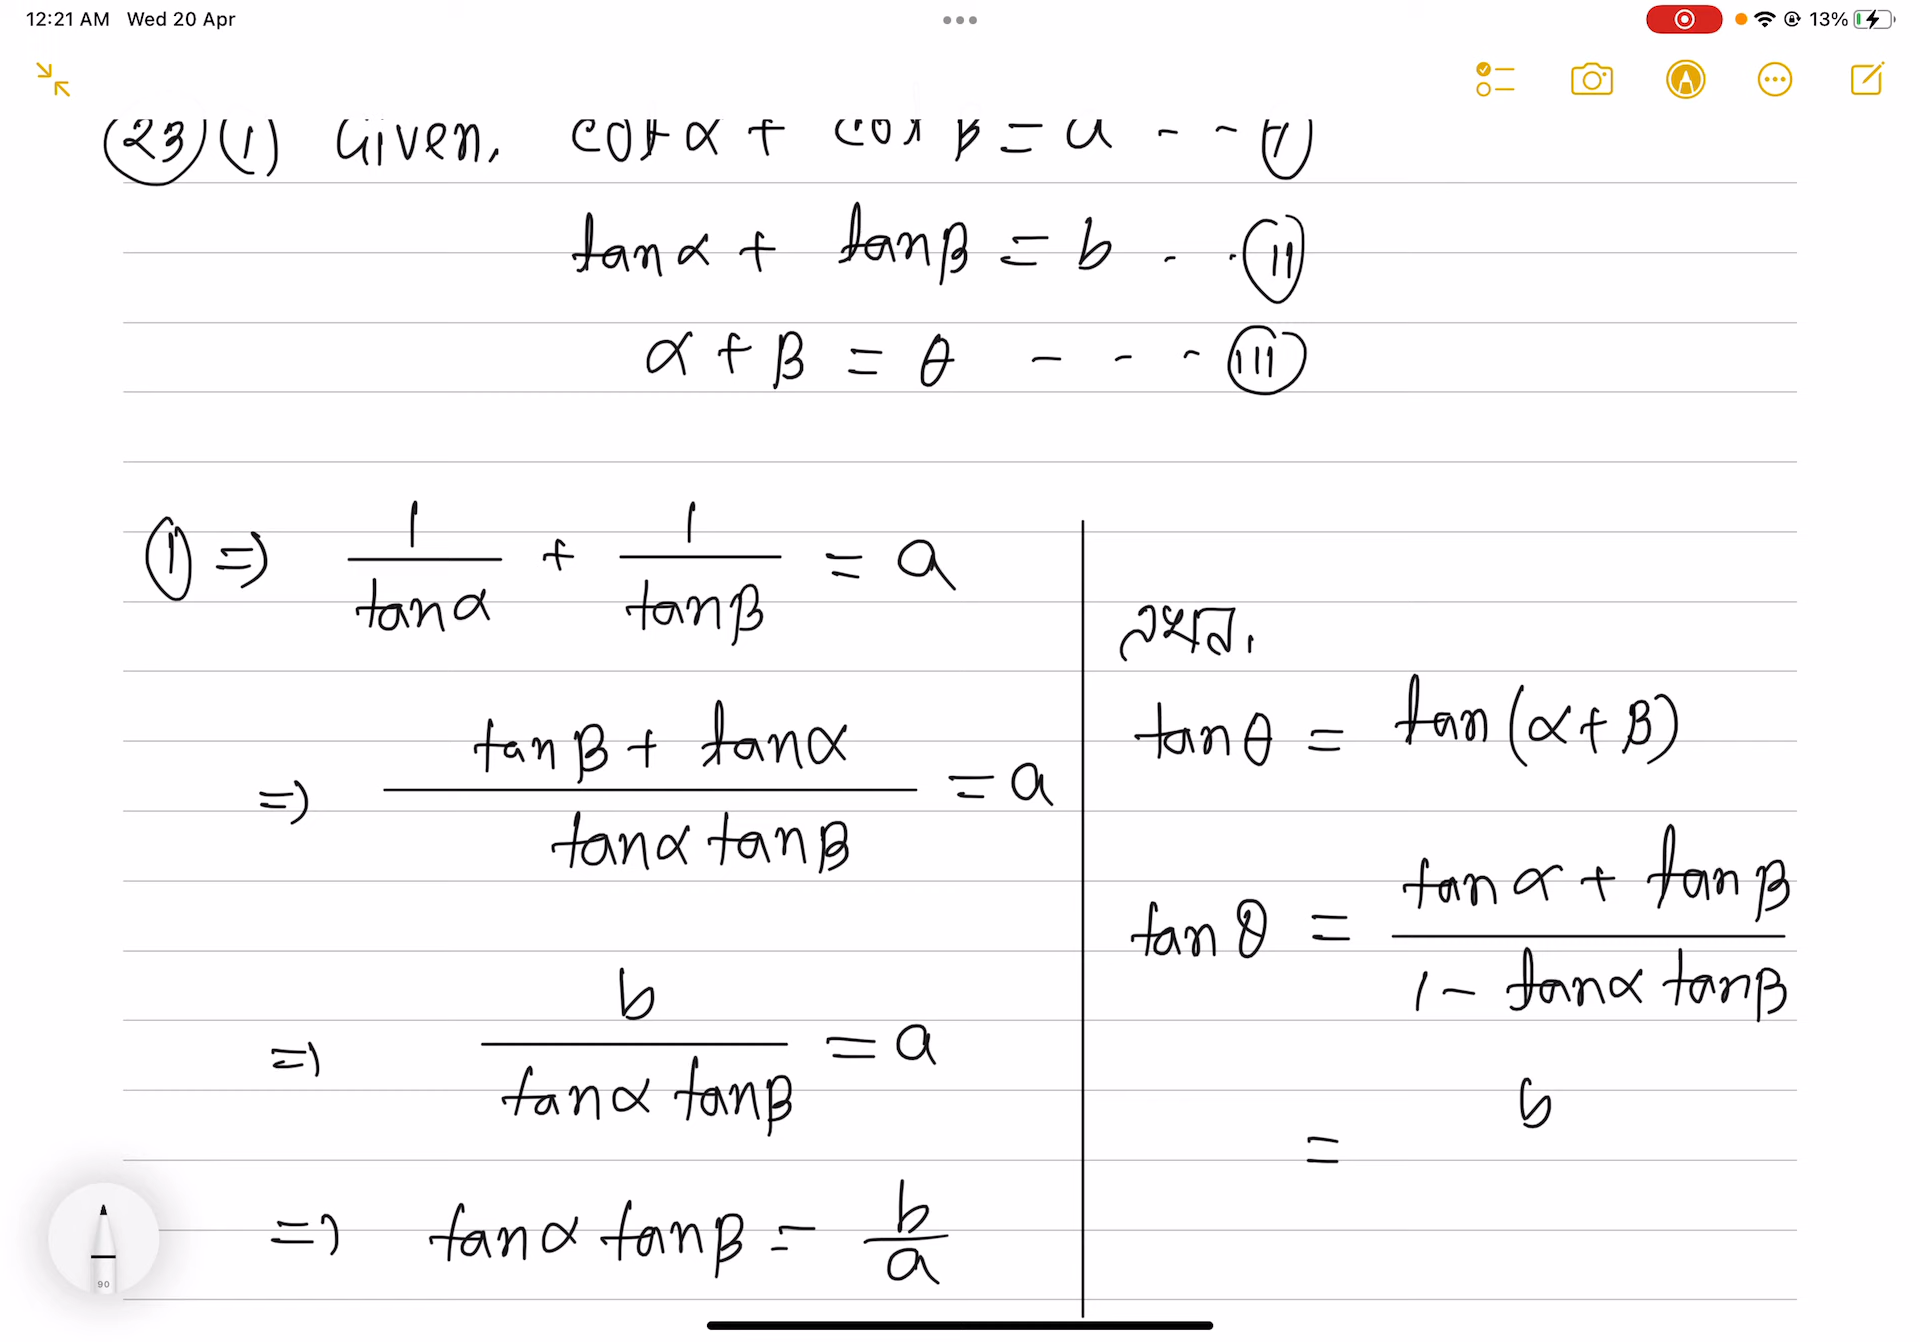 12:21 AM Wed 20 Apr
13%
(23)(i) Given, cot α + cot β = a - - (i)
tan α + tan β = b - - (ii)
α + β = θ - - - (iii)
(i) ⇒ 1/tan α + 1/tan β = a
⇒ (tan β + tan α)/(tan α tan β) = a
⇒ b/(tan α tan β) = a
⇒ tan α tan β = b/a
এখন,
tan θ = tan (α + β)
tan θ = (tan α + tan β)/(1 - tan α tan β)
= b
90